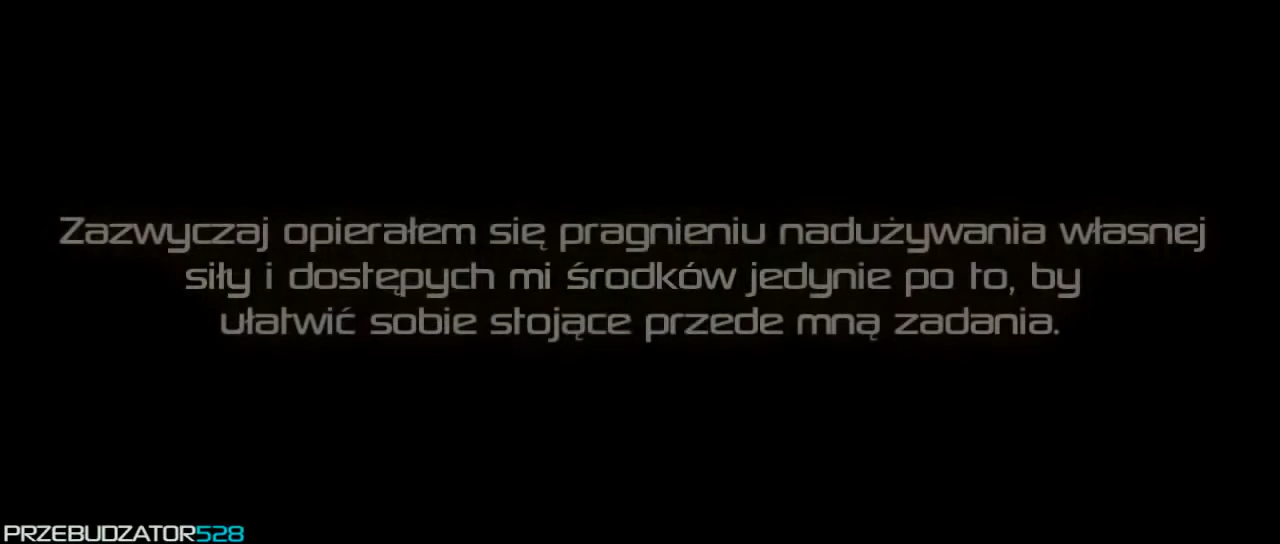 Zazwyczaj opierałem się pragnieniu nadużywania własnej
siły i dostępych mi środków jedynie po to, by
ułatwić sobie stojące przede mną zadania.
PRZEBUDZATOR528